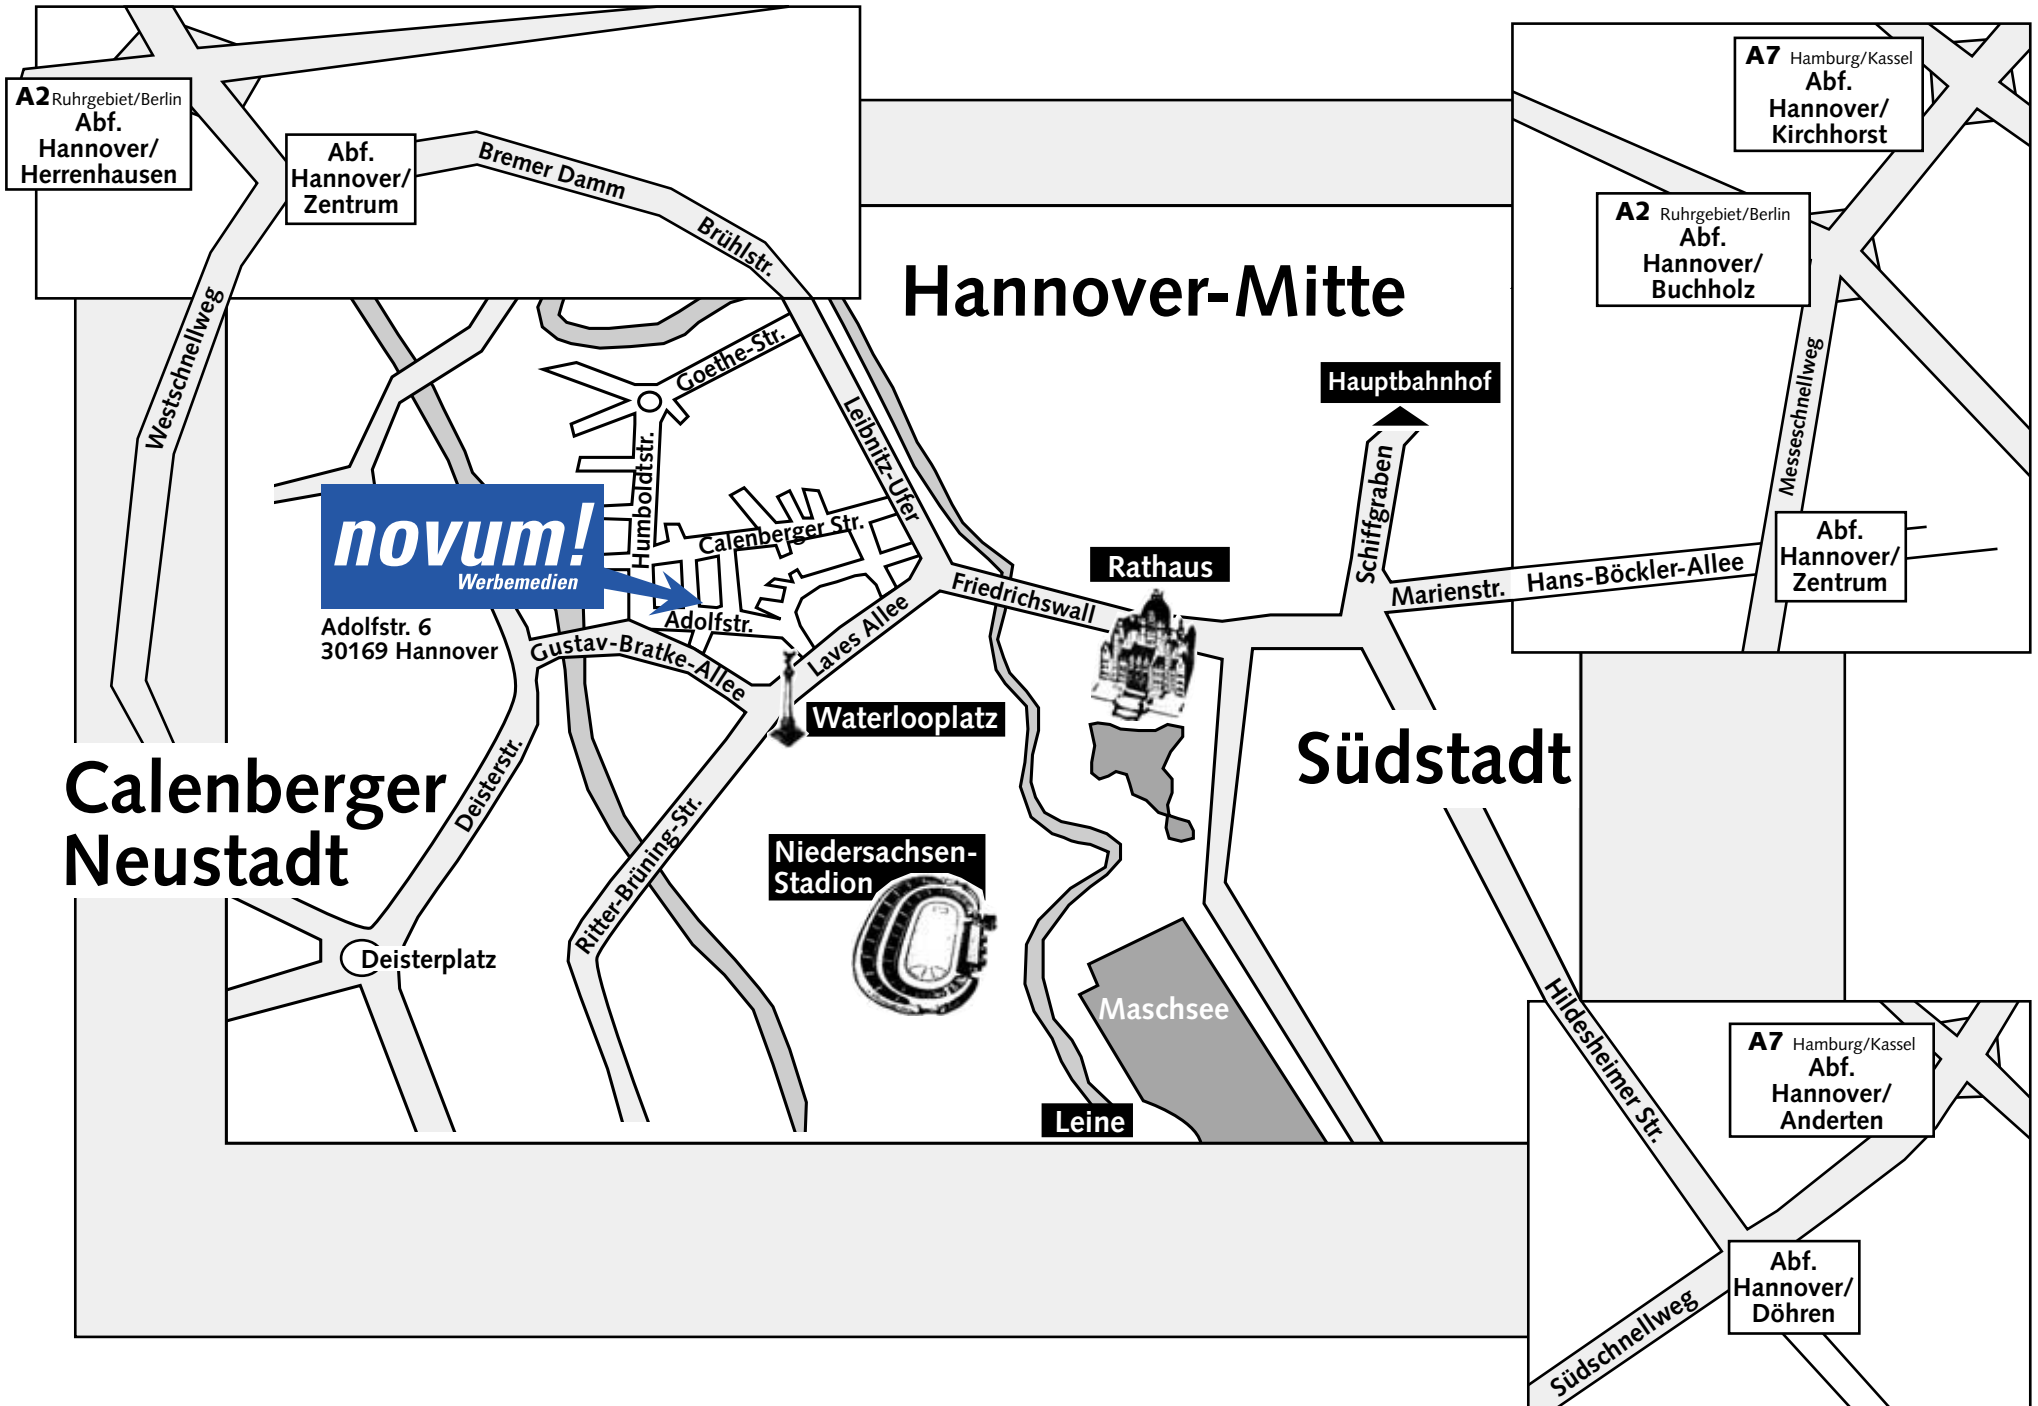 A2 Ruhrgebiet/Berlin
Abf.
Hannover/
Herrenhausen
Abf.
Hannover/
Zentrum
Bremer Damm
Brühlstr.
A7 Hamburg/Kassel
Abf.
Hannover/
Kirchhorst
A2 Ruhrgebiet/Berlin
Abf.
Hannover/
Buchholz
Hannover-Mitte
Westschnellweg
Goethe-Str.
Leibnitz-Ufer
Hauptbahnhof
Messeschnellweg
Humboldtstr.
Schiffgraben
novum!
Werbemedien
Adolfstr. 6
30169 Hannover
Calenberger Str.
Adolfstr.
Gustav-Bratke-Allee
Laves Allee
Friedrichswall
Rathaus
Marienstr.
Hans-Böckler-Allee
Abf.
Hannover/
Zentrum
Waterlooplatz
Südstadt
Calenberger
Neustadt
Deisterstr.
Ritter-Brüning-Str.
Niedersachsen-
Stadion
Deisterplatz
Maschsee
Leine
Hildesheimer Str.
A7 Hamburg/Kassel
Abf.
Hannover/
Anderten
Abf.
Hannover/
Döhren
Südschnellweg